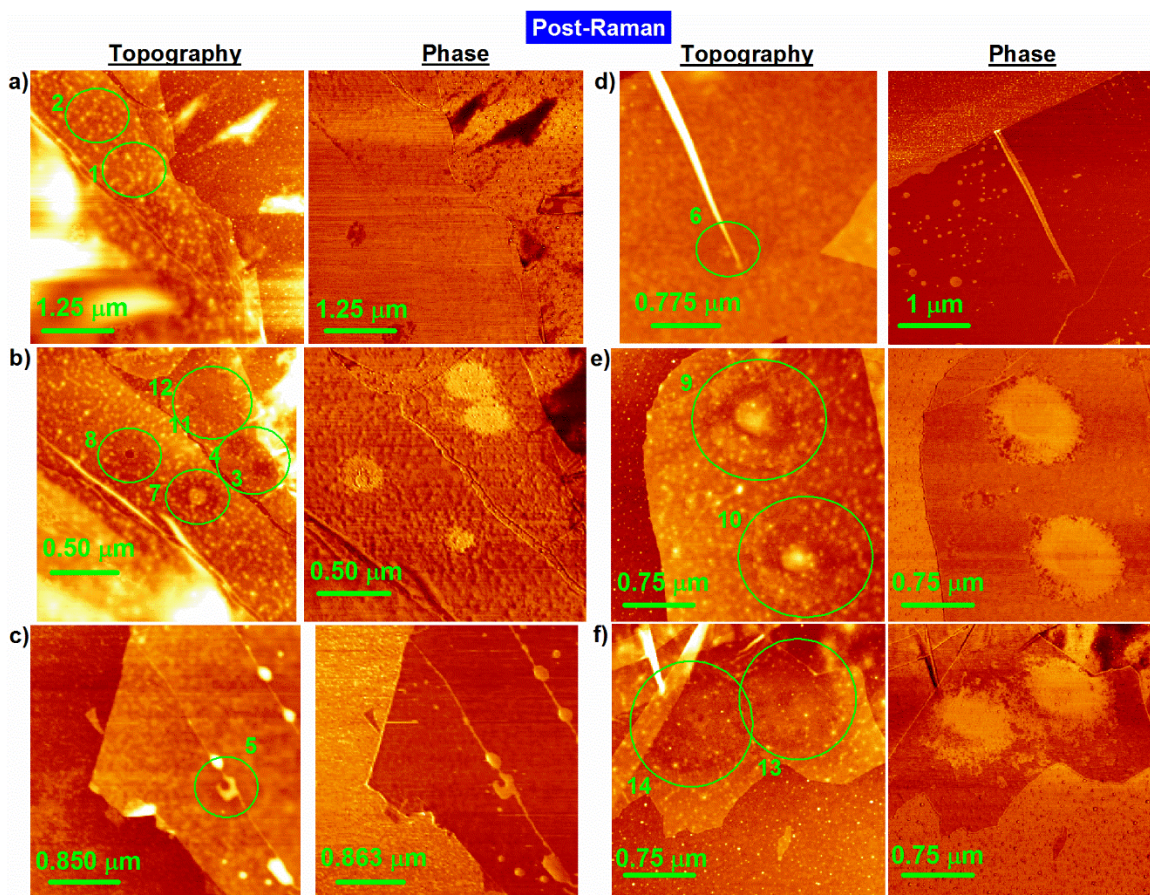 Post-Raman
Topography Phase Topography Phase
a)
2
1
1.25 μm
1.25 μm
d)
6
0.775 μm
1 μm
b)
12
11
8
4
3
7
0.50 μm
0.50 μm
e)
9
10
0.75 μm
0.75 μm
c)
5
0.850 μm
0.863 μm
f)
13
14
0.75 μm
0.75 μm